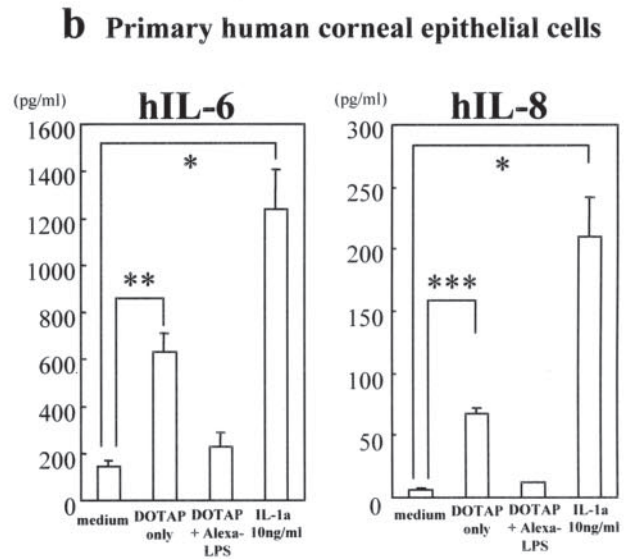 b Primary human corneal epithelial cells
(pg/ml)
hIL-6
1600
1400
1200
1000
800
600
400
200
0
*
**
medium
DOTAP
only
DOTAP
+ Alexa-
LPS
IL-1a
10ng/ml
(pg/ml)
hIL-8
300
250
200
150
100
50
0
*
***
medium
DOTAP
only
DOTAP
+ Alexa-
LPS
IL-1a
10ng/ml